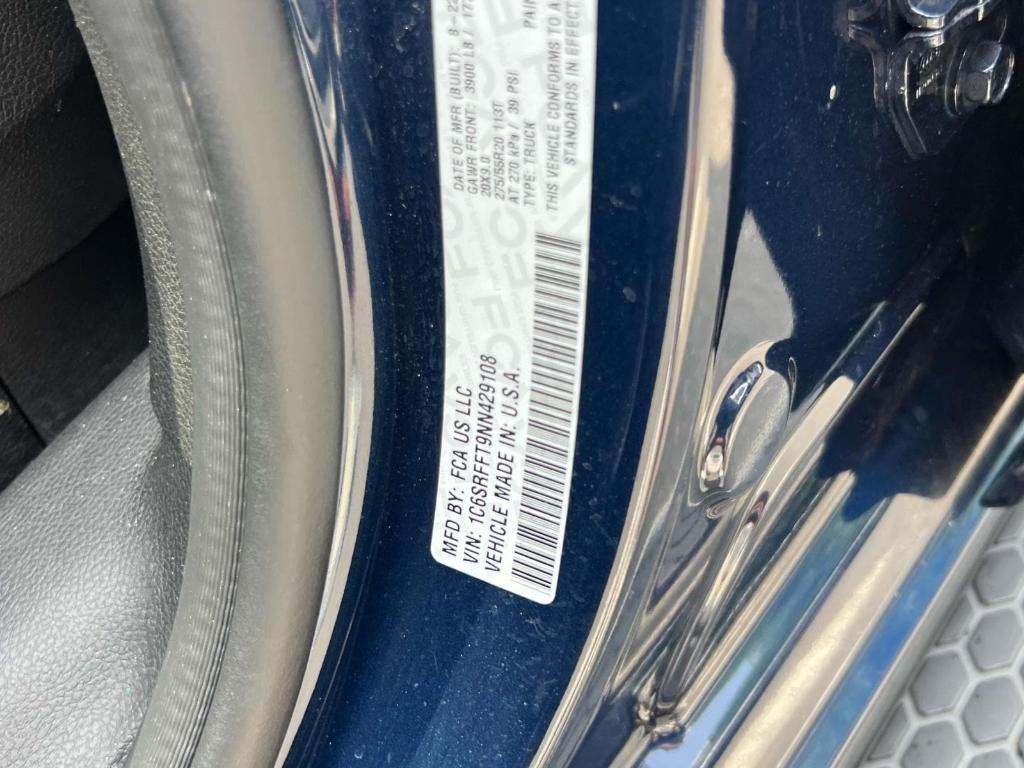 MFD BY: FCA US LLC
DATE OF MFR (BUILT): 8-22
GAWR FRONT: 3900 LB /
VIN: 1C6SRFFT9NN429108
20X9.0
VEHICLE MADE IN: U.S.A.
275/55R20 113T
AT 270 kPa / 39 PSI
TYPE: TRUCK
THIS VEHICLE CONFORMS TO A
STANDARDS IN EFFECT